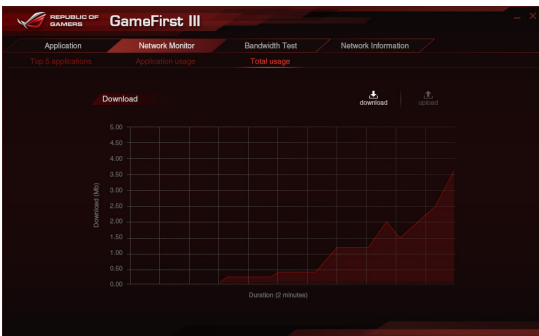 REPUBLIC OF
GAMERS
GameFirst III
Application Network Monitor Bandwidth Test Network Information
Top 5 applications Application usage Total usage
Download
download upload
5.00
4.50
4.00
3.50
3.00
2.50
2.00
1.50
1.00
0.50
0.00
Download (Mb)
Duration (2 minutes)